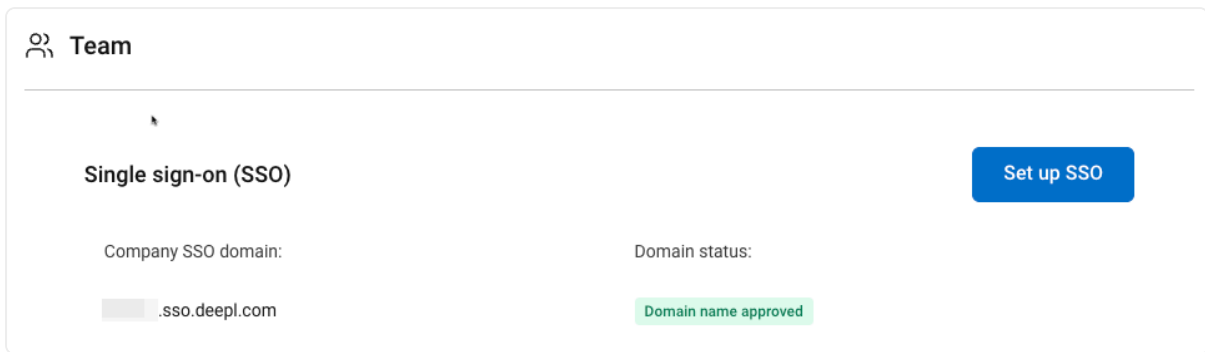 Team
Single sign-on (SSO)
Set up SSO
Company SSO domain:
Domain status:
.sso.deepl.com
Domain name approved